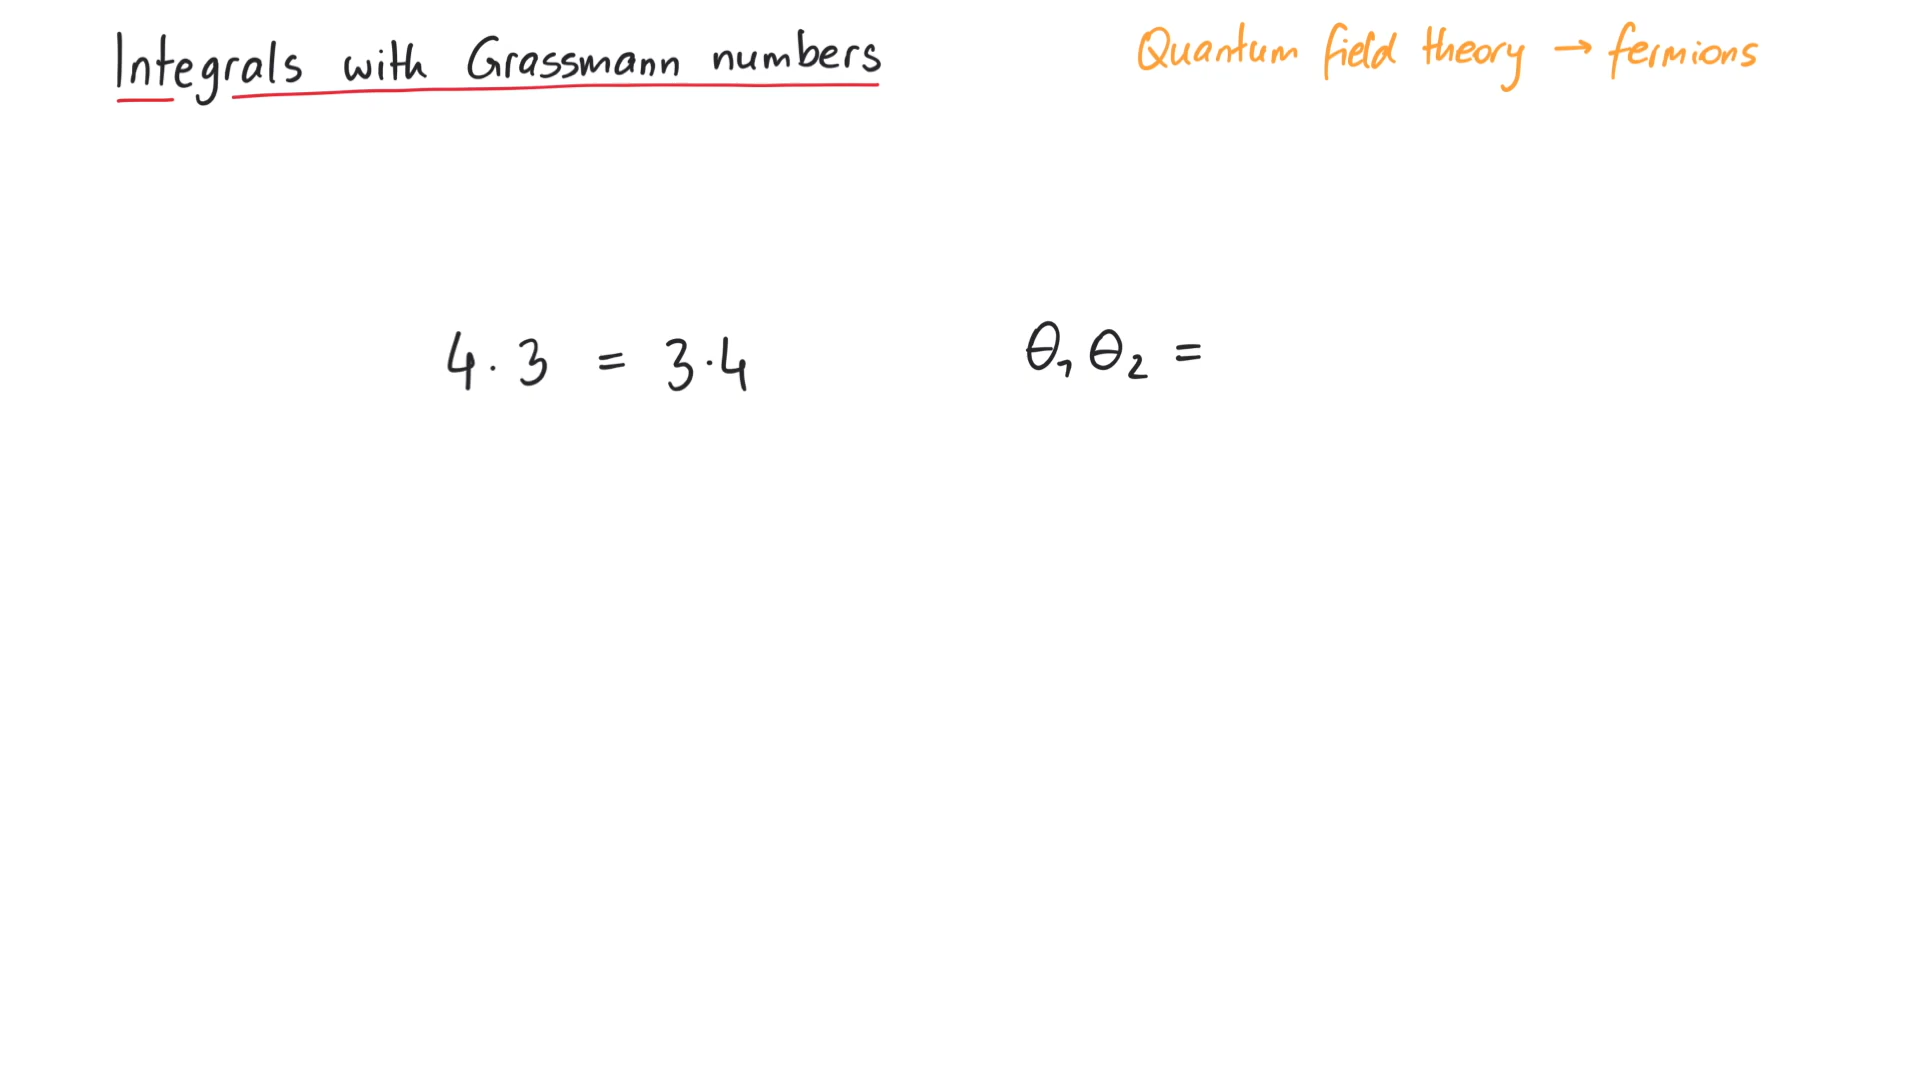 Integrals with Grassmann numbers
Quantum field theory → fermions
4 · 3 = 3 · 4
θ₁ θ₂ =